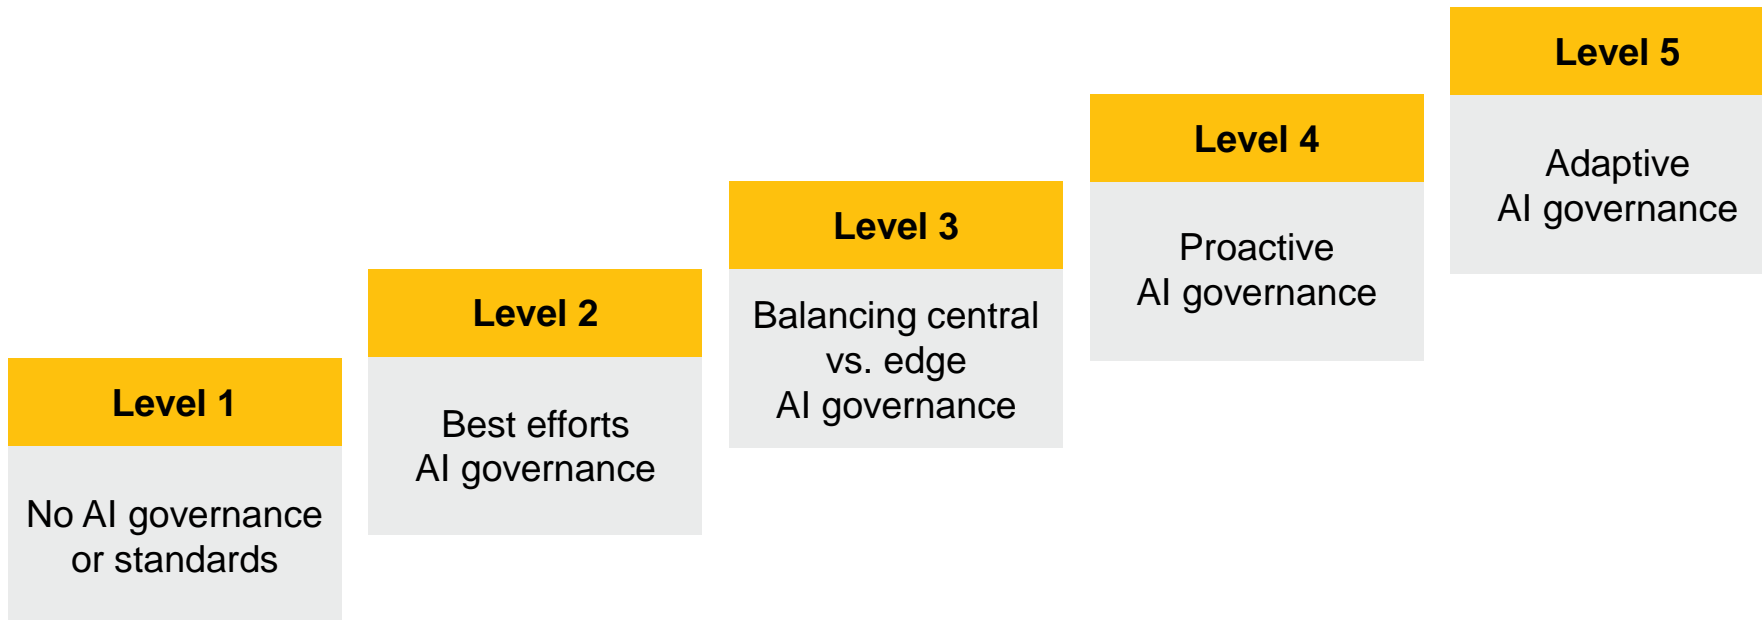 Level 1
No AI governance
or standards
Level 2
Best efforts
AI governance
Level 3
Balancing central
vs. edge
AI governance
Level 4
Proactive
AI governance
Level 5
Adaptive
AI governance